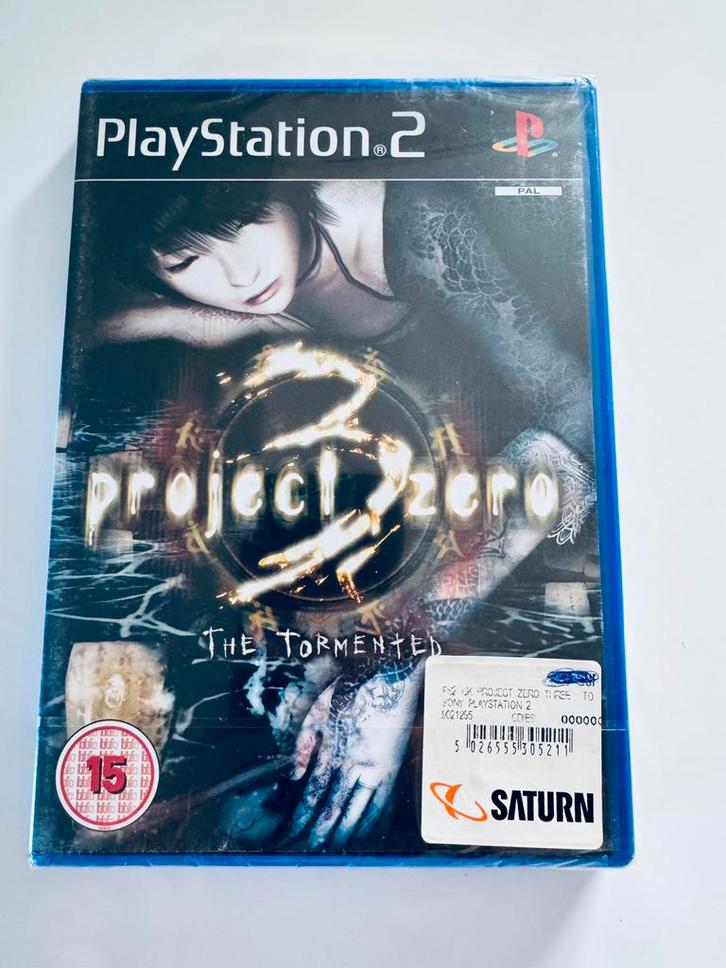 PlayStation®2
PAL
project zero
3
THE TORMENTED
PS2 UK PROJECT ZERO THREE TO
SONY PLAYSTATION 2
5 026555 305211
SATURN
15